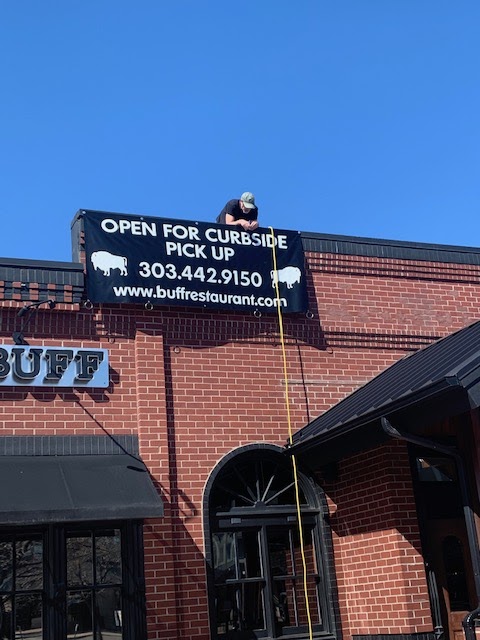 OPEN FOR CURBSIDE
PICK UP
303.442.9150
www.buffrestaurant.com
BUFF